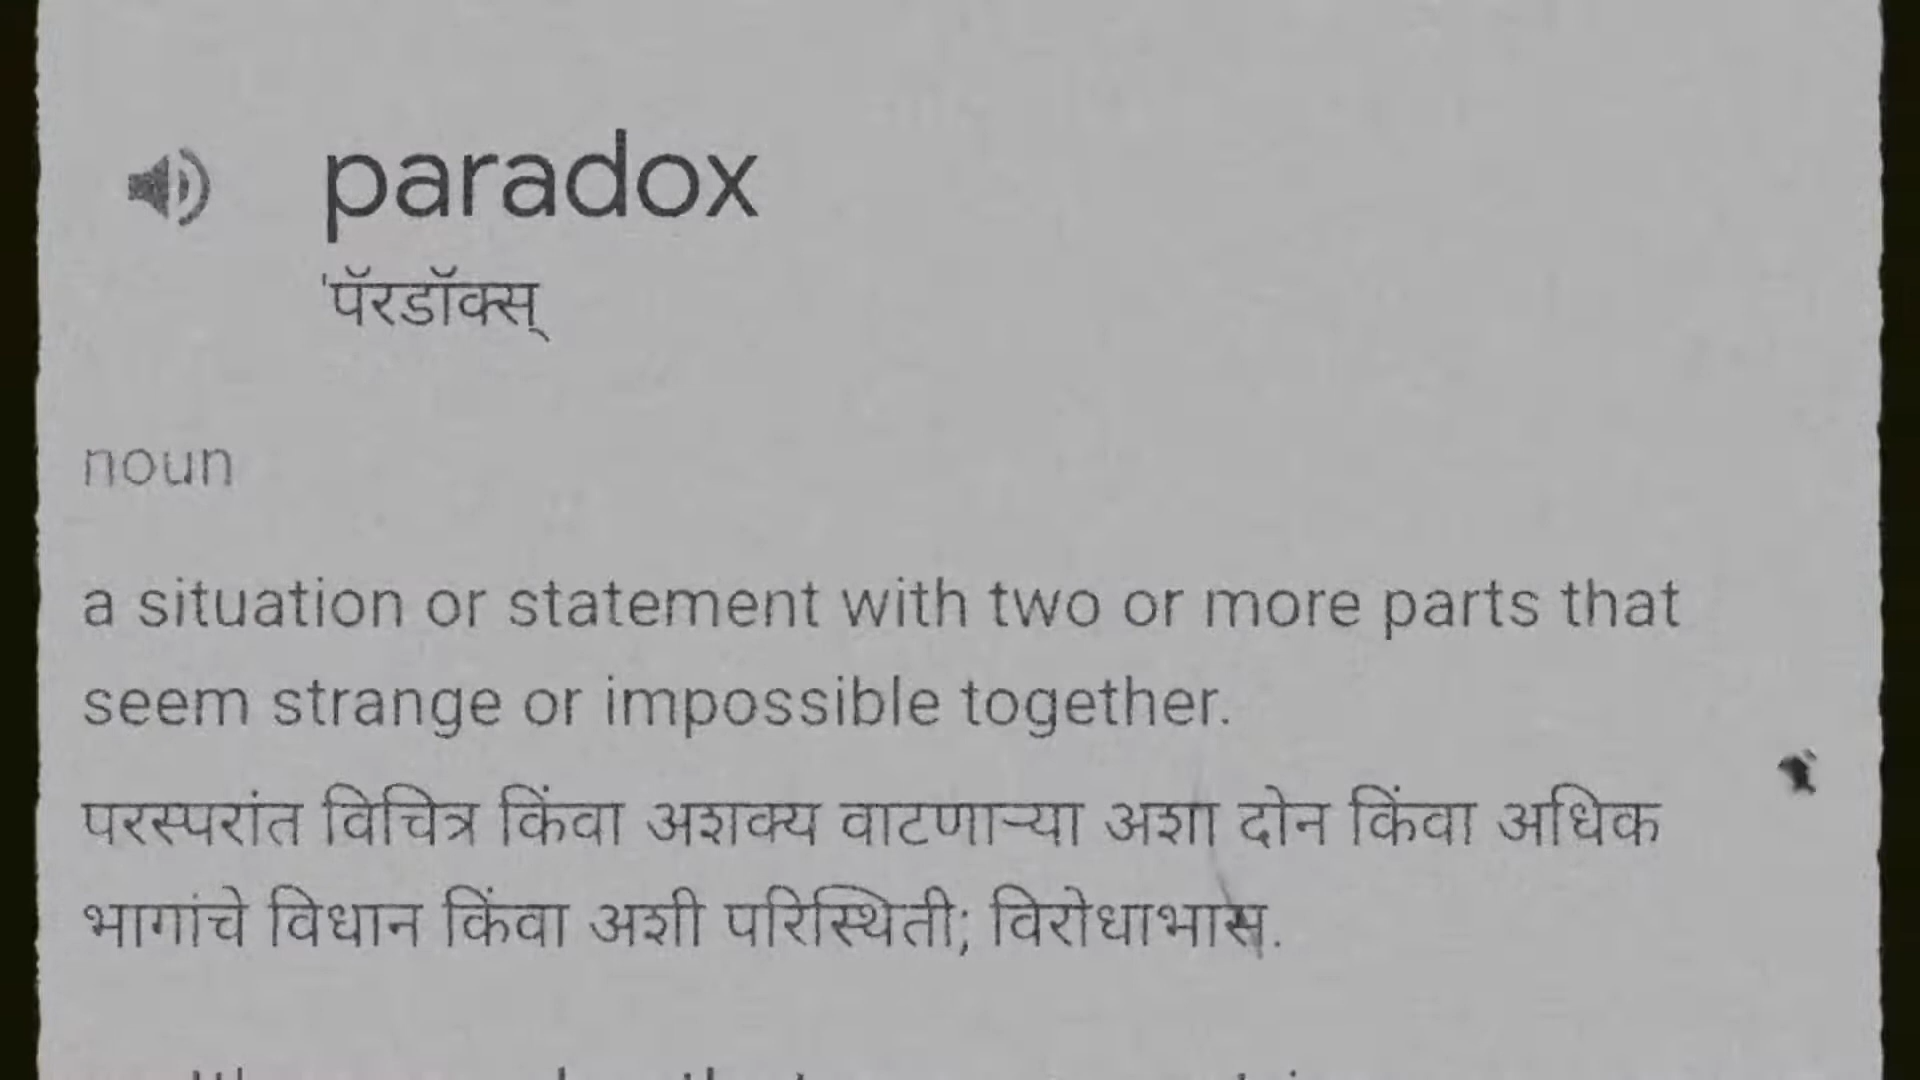 paradox
'पॅरडॉक्स्
noun
a situation or statement with two or more parts that
seem strange or impossible together.
परस्परांत विचित्र किंवा अशक्य वाटणाऱ्या अशा दोन किंवा अधिक
भागांचे विधान किंवा अशी परिस्थिती; विरोधाभास.